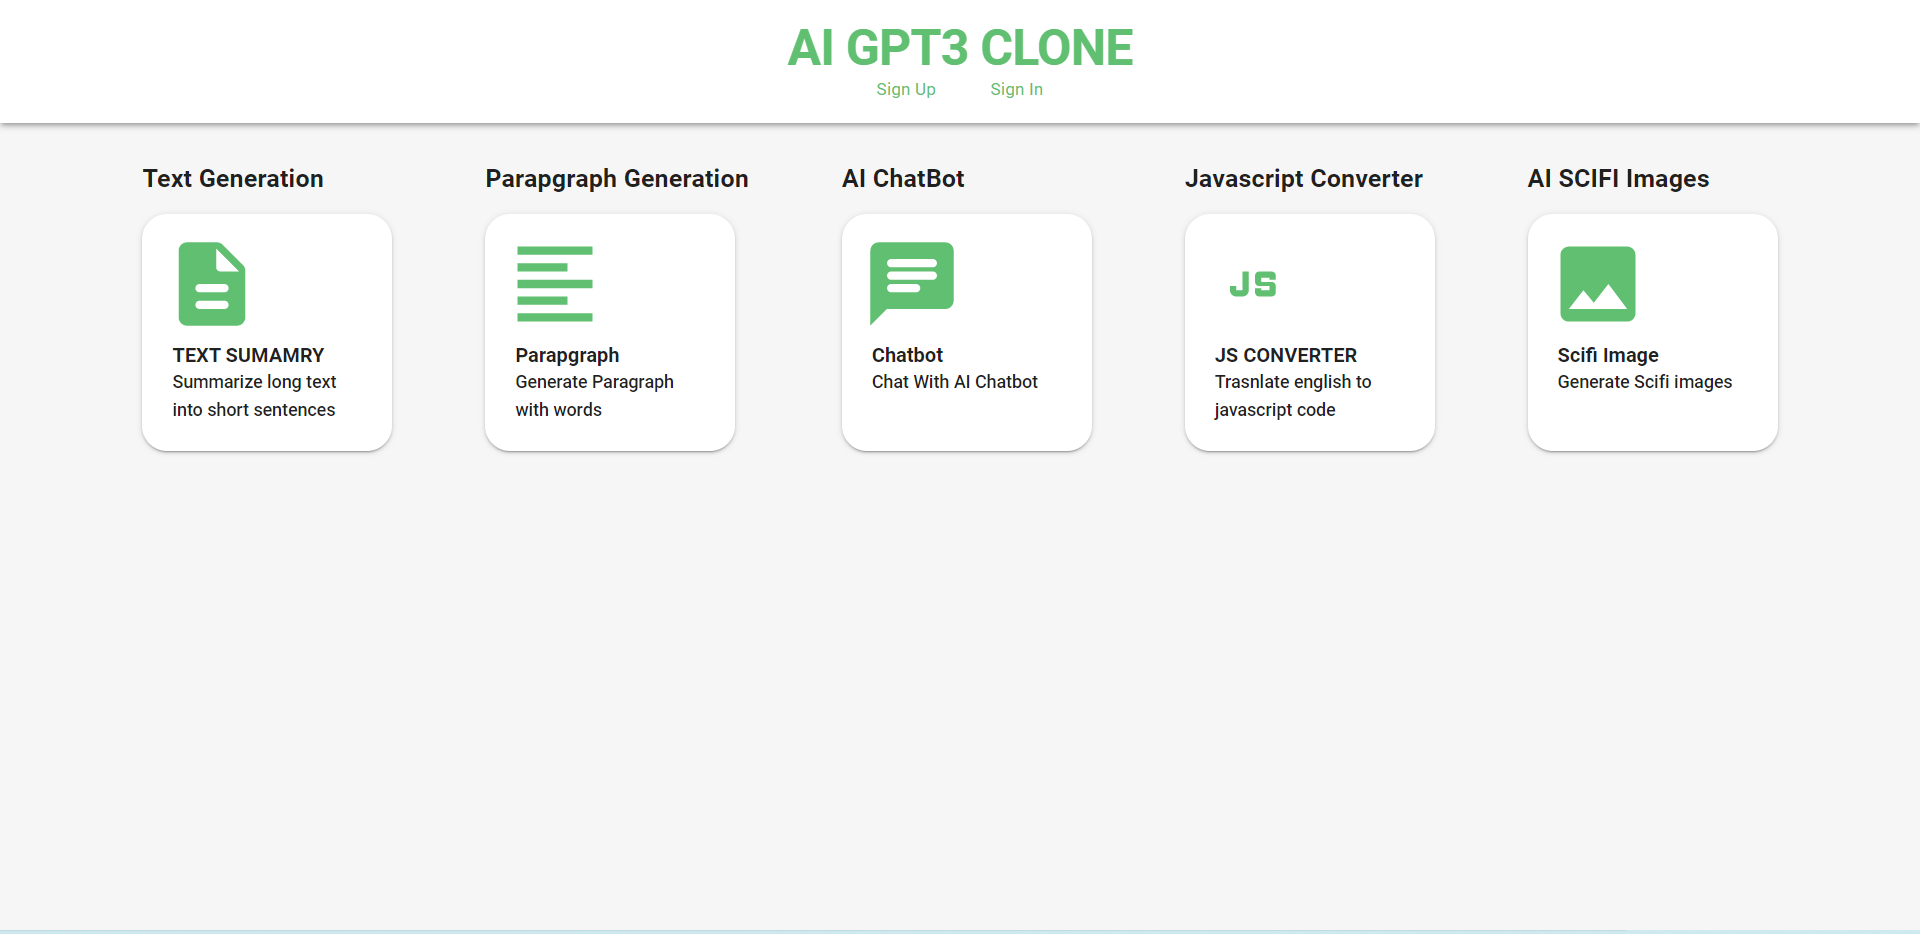 AI GPT3 CLONE
Sign Up
Sign In
Text Generation
TEXT SUMAMRY
Summarize long text
into short sentences
Parapgraph Generation
Parapgraph
Generate Paragraph
with words
AI ChatBot
Chatbot
Chat With AI Chatbot
Javascript Converter
JS
JS CONVERTER
Trasnlate english to
javascript code
AI SCIFI Images
Scifi Image
Generate Scifi images